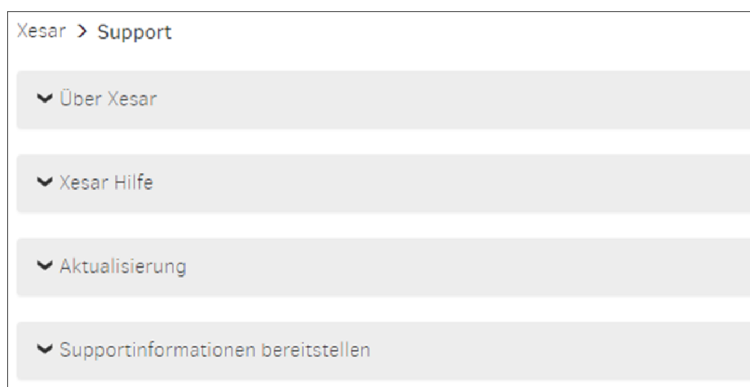 Xesar > Support
Über Xesar
Xesar Hilfe
Aktualisierung
Supportinformationen bereitstellen